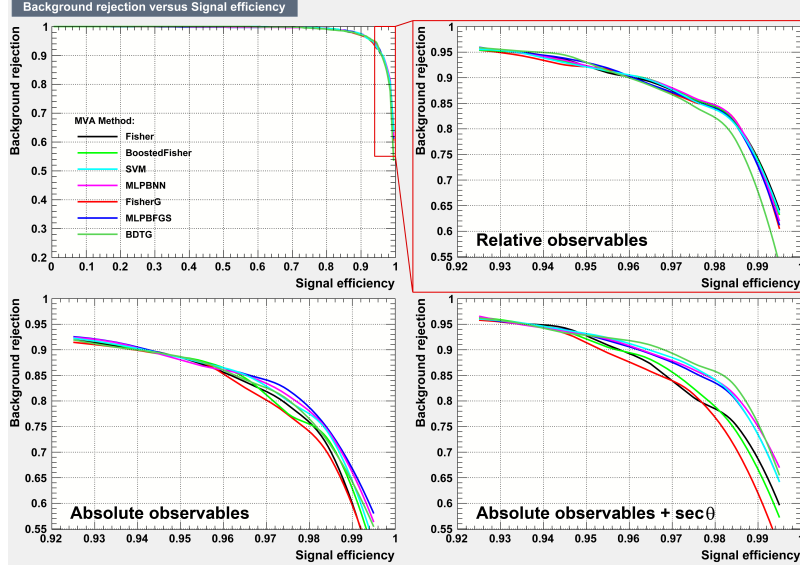 Background rejection versus Signal efficiency
Background rejection
1
0.9
0.8
0.7
0.6
0.5
0.4
0.3
0.2
MVA Method:
Fisher
BoostedFisher
SVM
MLPBNN
FisherG
MLPBFGS
BDTG
0 0.1 0.2 0.3 0.4 0.5 0.6 0.7 0.8 0.9 1
Signal efficiency
Background rejection
1
0.95
0.9
0.85
0.8
0.75
0.7
0.65
0.6
0.55
Relative observables
0.92 0.93 0.94 0.95 0.96 0.97 0.98 0.99 1
Signal efficiency
Background rejection
1
0.95
0.9
0.85
0.8
0.75
0.7
0.65
0.6
0.55
Absolute observables
0.92 0.93 0.94 0.95 0.96 0.97 0.98 0.99 1
Signal efficiency
Background rejection
1
0.95
0.9
0.85
0.8
0.75
0.7
0.65
0.6
0.55
Absolute observables + sec θ
0.92 0.93 0.94 0.95 0.96 0.97 0.98 0.99 1
Signal efficiency